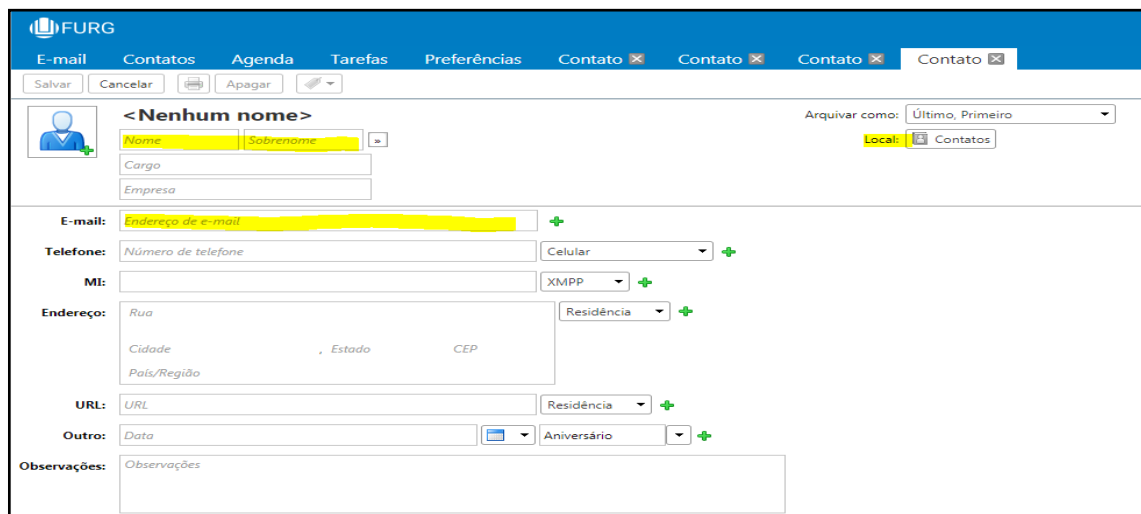 FURG
E-mail Contatos Agenda Tarefas Preferências Contato Contato Contato Contato
Salvar Cancelar Apagar
<Nenhum nome> Arquivar como: Último, Primeiro
Nome Sobrenome » Local: Contatos
Cargo
Empresa
E-mail: Endereço de e-mail
Telefone: Número de telefone Celular
MI: XMPP
Endereço: Rua Residência
Cidade , Estado CEP
País/Região
URL: URL Residência
Outro: Data Aniversário
Observações: Observações